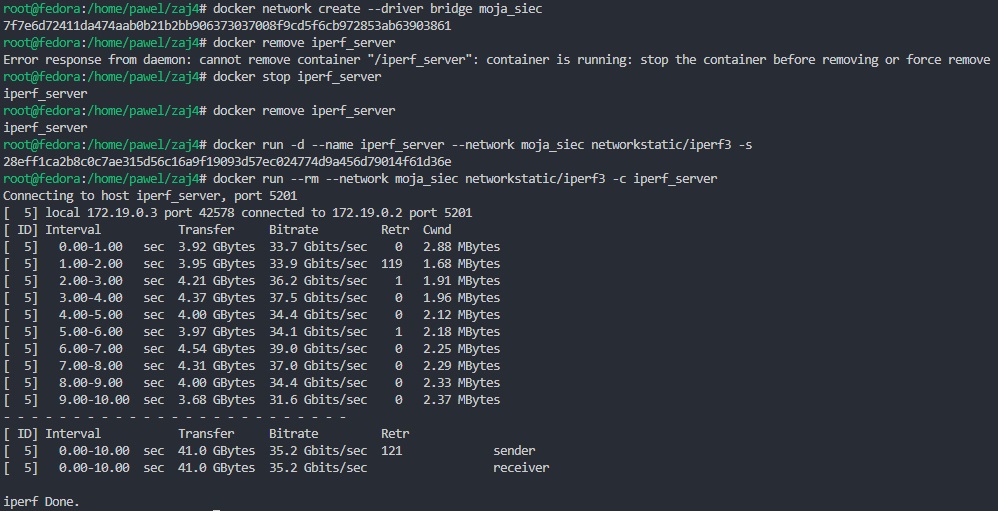 root@fedora:/home/pawel/zaj4# docker network create --driver bridge moja_siec
7f7e6d72411da474aab0b21b2bb906373037008f9cd5f6cb972853ab63903861
root@fedora:/home/pawel/zaj4# docker remove iperf_server
Error response from daemon: cannot remove container "/iperf_server": container is running: stop the container before removing or force remove
root@fedora:/home/pawel/zaj4# docker stop iperf_server
iperf_server
root@fedora:/home/pawel/zaj4# docker remove iperf_server
iperf_server
root@fedora:/home/pawel/zaj4# docker run -d --name iperf_server --network moja_siec networkstatic/iperf3 -s
28eff1ca2b8c0c7ae315d56c16a9f19093d57ec024774d9a456d79014f61d36e
root@fedora:/home/pawel/zaj4# docker run --rm --network moja_siec networkstatic/iperf3 -c iperf_server
Connecting to host iperf_server, port 5201
[  5] local 172.19.0.3 port 42578 connected to 172.19.0.2 port 5201
[ ID] Interval           Transfer     Bitrate         Retr  Cwnd
[  5]   0.00-1.00   sec  3.92 GBytes  33.7 Gbits/sec    0   2.88 MBytes
[  5]   1.00-2.00   sec  3.95 GBytes  33.9 Gbits/sec  119   1.68 MBytes
[  5]   2.00-3.00   sec  4.21 GBytes  36.2 Gbits/sec    1   1.91 MBytes
[  5]   3.00-4.00   sec  4.37 GBytes  37.5 Gbits/sec    0   1.96 MBytes
[  5]   4.00-5.00   sec  4.00 GBytes  34.4 Gbits/sec    0   2.12 MBytes
[  5]   5.00-6.00   sec  3.97 GBytes  34.1 Gbits/sec    1   2.18 MBytes
[  5]   6.00-7.00   sec  4.54 GBytes  39.0 Gbits/sec    0   2.25 MBytes
[  5]   7.00-8.00   sec  4.31 GBytes  37.0 Gbits/sec    0   2.29 MBytes
[  5]   8.00-9.00   sec  4.00 GBytes  34.4 Gbits/sec    0   2.33 MBytes
[  5]   9.00-10.00  sec  3.68 GBytes  31.6 Gbits/sec    0   2.37 MBytes
- - - - - - - - - - - - - - - - - - - - - - - - -
[ ID] Interval           Transfer     Bitrate         Retr
[  5]   0.00-10.00  sec  41.0 GBytes  35.2 Gbits/sec  121             sender
[  5]   0.00-10.00  sec  41.0 GBytes  35.2 Gbits/sec                  receiver
iperf Done.